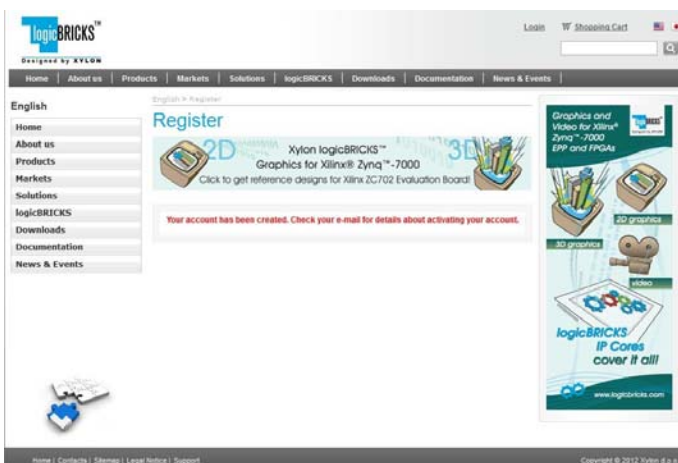 logicBRICKS™
Designed by XYLON
Login
Shopping Cart
Home | About us | Products | Markets | Solutions | logicBRICKS | Downloads | Documentation | News & Events |
English
English > Register
Register
Home
About us
Products
Markets
Solutions
logicBRICKS
Downloads
Documentation
News & Events
2D
Xylon logicBRICKS™
3D
Graphics for Xilinx® Zynq™-7000
Click to get reference designs for Xilinx ZC702 Evaluation Board!
Your account has been created. Check your e-mail for details about activating your account.
Graphics and
Video for Xilinx®
Zynq™-7000
EPP and FPGAs
2D graphics
3D graphics
video
logicBRICKS
IP Cores
cover it all!
www.logicbricks.com
Home | Contacts | Sitemap | Legal Notice | Support
Copyright © 2012 Xylon d.o.o.